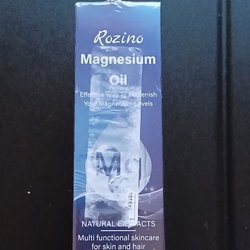 Rozino
Magnesium
Oil
Effective Way To Replenish
Your Magnesium Levels
Mg
NATURAL EXTRACTS
Multi functional skincare
for skin and hair